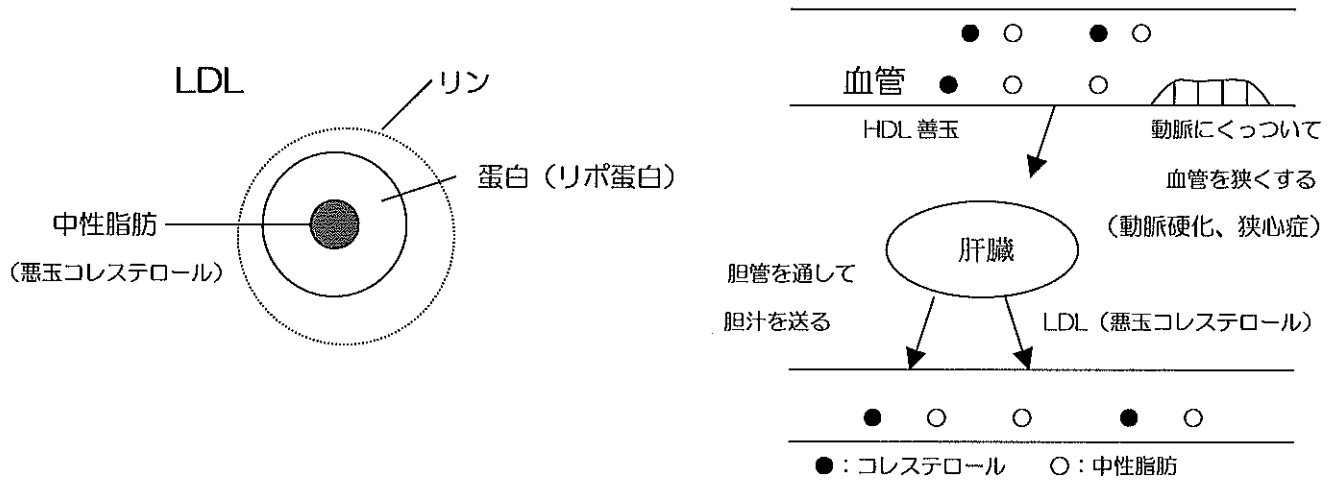 LDL
リン
蛋白（リポ蛋白）
中性脂肪
（悪玉コレステロール）
血管
HDL 善玉
動脈にくっついて
血管を狭くする
（動脈硬化、狭心症）
肝臓
胆管を通して
胆汁を送る
LDL（悪玉コレステロール）
●：コレステロール　○：中性脂肪